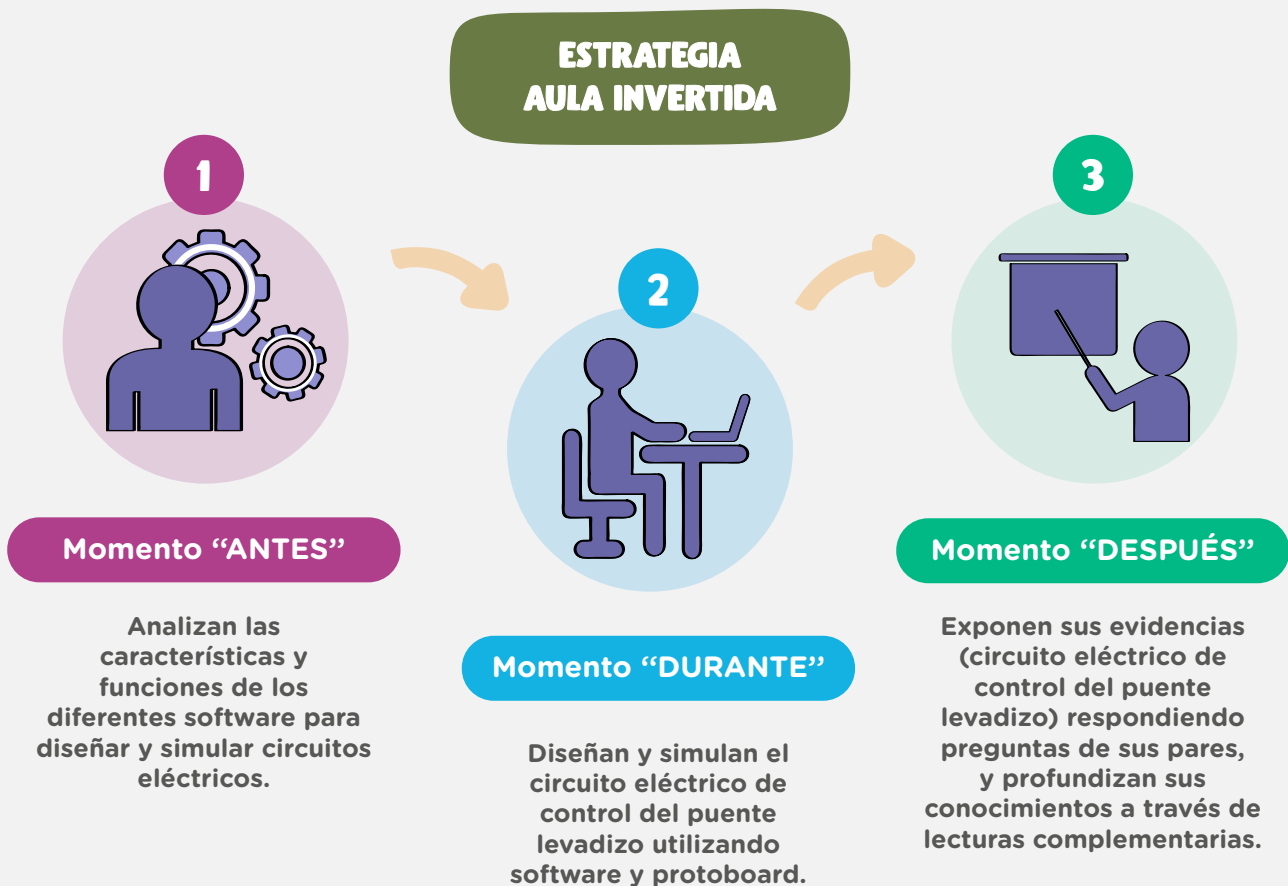 ESTRATEGIA
AULA INVERTIDA
1
Momento “ANTES”
Analizan las
características y
funciones de los
diferentes software para
diseñar y simular circuitos
eléctricos.
2
Momento “DURANTE”
Diseñan y simulan el
circuito eléctrico de
control del puente
levadizo utilizando
software y protoboard.
3
Momento “DESPUÉS”
Exponen sus evidencias
(circuito eléctrico de
control del puente
levadizo) respondiendo
preguntas de sus pares,
y profundizan sus
conocimientos a través de
lecturas complementarias.